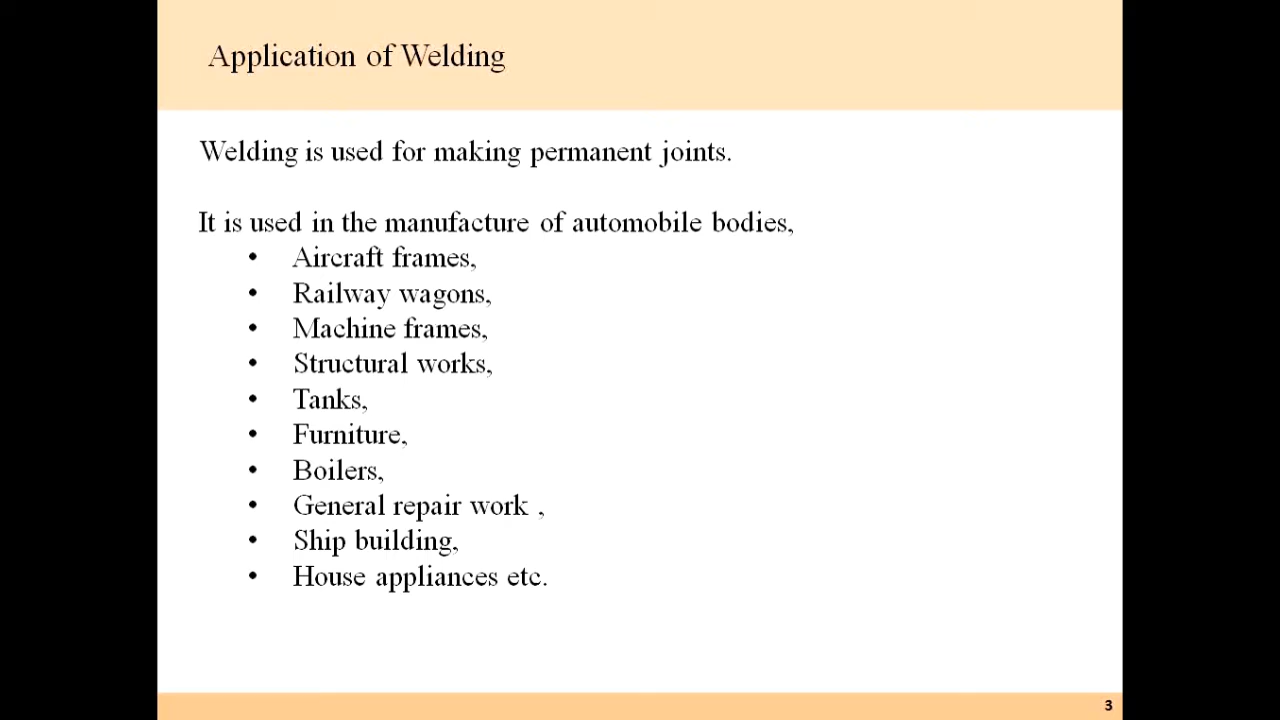 Application of Welding
Welding is used for making permanent joints.
It is used in the manufacture of automobile bodies,
• Aircraft frames,
• Railway wagons,
• Machine frames,
• Structural works,
• Tanks,
• Furniture,
• Boilers,
• General repair work ,
• Ship building,
• House appliances etc.
3